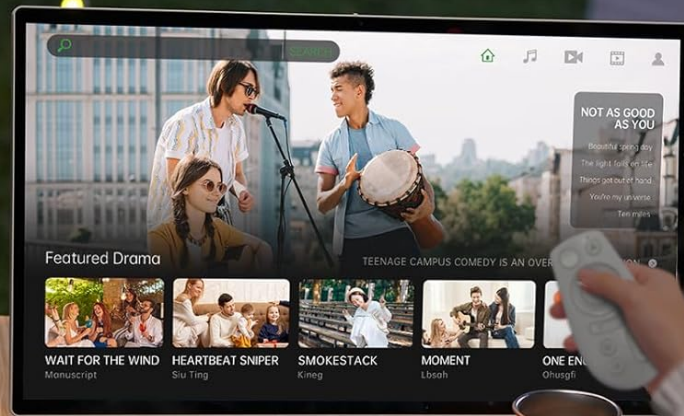 SEARCH
NOT AS GOOD
AS YOU
Beautiful spring day
The light falls on life
Things get out of hand
You're my universe
Ten miles
Featured Drama
TEENAGE CAMPUS COMEDY IS AN
WAIT FOR THE WIND
Manuscript
HEARTBEAT SNIPER
Siu Ting
SMOKESTACK
Kineg
MOMENT
Lbsah
ONE
Ohusgfi